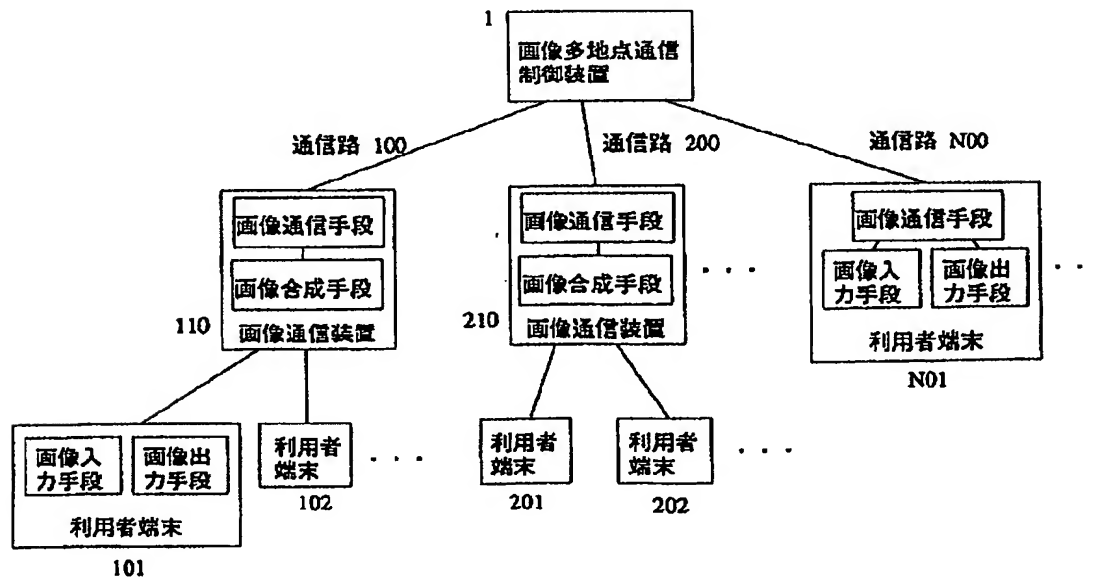 1
画像多地点通信
制御装置
通信路 100
通信路 200
通信路 N00
画像通信手段
画像合成手段
画像通信装置
110
画像通信手段
画像合成手段
画像通信装置
210
. . .
画像通信手段
画像入
力手段
画像出
力手段
利用者端末
N01
. .
画像入
力手段
画像出
力手段
利用者端末
101
利用者
端末
102
. . .
利用者
端末
201
利用者
端末
202
. . .